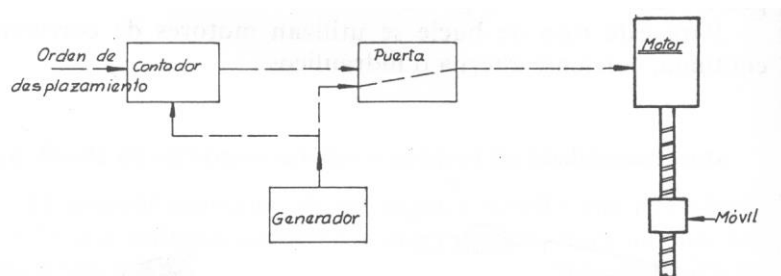 Orden de
desplazamiento
Contador
Puerta
Motor
Generador
Móvil